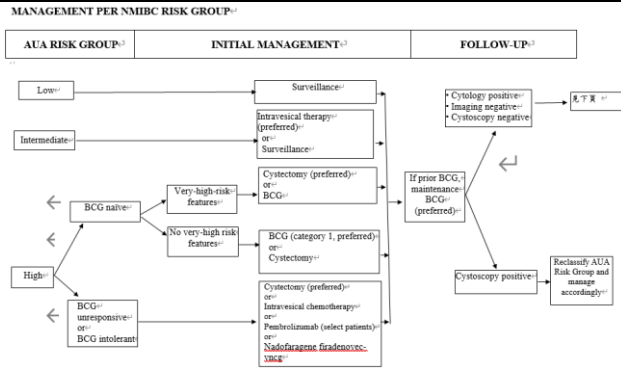 MANAGEMENT PER NMIBC RISK GROUP
AUA RISK GROUP
INITIAL MANAGEMENT
FOLLOW-UP
Low
Surveillance
Intermediate
Intravesical therapy
(preferred)
or
Surveillance
High
BCG naïve
Very-high-risk
features
Cystectomy (preferred)
or
BCG
No very-high risk
features
BCG (category 1, preferred)
or
Cystectomy
BCG
unresponsive
or
BCG intolerant
Cystectomy (preferred)
or
Intravesical chemotherapy
or
Pembrolizumab (select patients)
or
Nadofaragene firadenovec-
vncg
If prior BCG,
maintenance
BCG
(preferred)
• Cytology positive
• Imaging negative
• Cystoscopy negative
见下頁
Cystoscopy positive
Reclassify AUA
Risk Group and
manage
accordingly